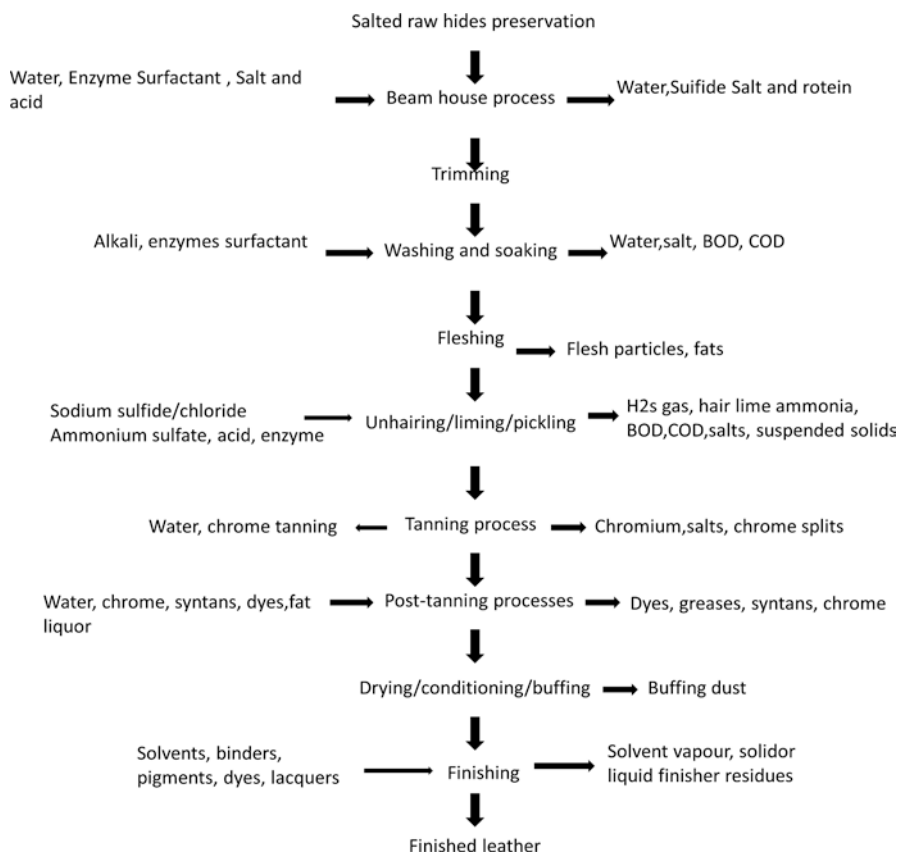 Salted raw hides preservation
Water, Enzyme Surfactant , Salt and
acid
Beam house process
Water,Suifide Salt and rotein
Trimming
Alkali, enzymes surfactant
Washing and soaking
Water,salt, BOD, COD
Fleshing
Flesh particles, fats
Sodium sulfide/chloride
Ammonium sulfate, acid, enzyme
Unhairing/liming/pickling
H2s gas, hair lime ammonia,
BOD,COD,salts, suspended solids
Water, chrome tanning
Tanning process
Chromium,salts, chrome splits
Water, chrome, syntans, dyes,fat
liquor
Post-tanning processes
Dyes, greases, syntans, chrome
Drying/conditioning/buffing
Buffing dust
Solvents, binders,
pigments, dyes, lacquers
Finishing
Solvent vapour, solidor
liquid finisher residues
Finished leather